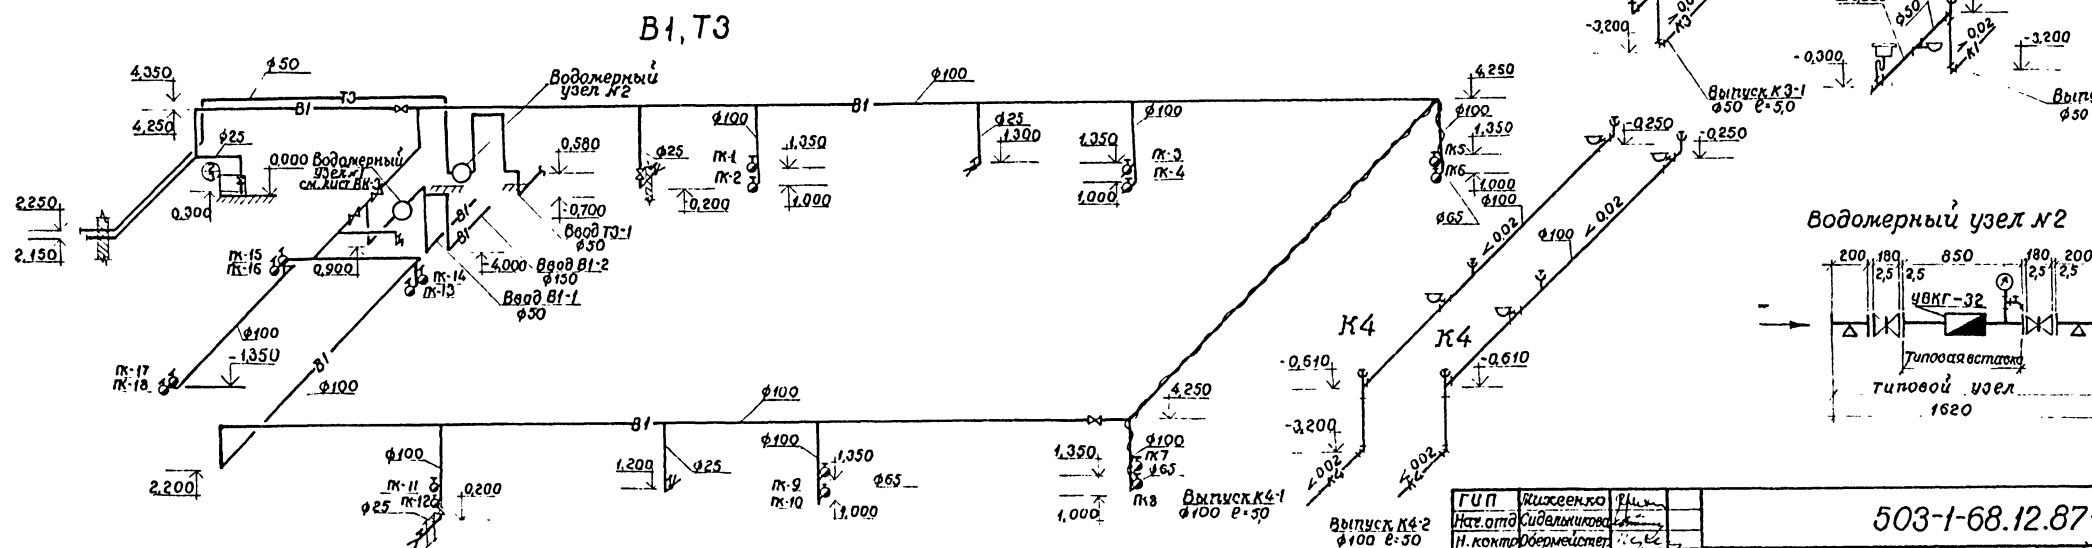 В1, Т3
4,350
ф50
Т3
В1
4,250
ф25
0,000
0,300
2,250
2,150
Водомерный
узел №1
см. лист ВК-3
Водомерный
узел №2
0,580
-0,700
Ввод Т3-1
ф50
-4,000
Ввод В1-2
ф150
Ввод В1-1
ф50
В1
В1
0,900
ПК-15
ПК-16
ПК-14
ПК-13
ф100
-1,350
ПК-17
ПК-18
В1
ф100
ф25
0,200
ф100
ПК-1
ПК-2
1,350
1,000
В1
ф100
ф25
1,300
ф100
1,350
1,000
ПК-3
ПК-4
4,250
ф100
1,350
ПК5
ПК6
1,000
ф65
ф100
2,200
ф100
ПК-11
ПК-12
ф25
0,200
В1
1,200
ф25
ф100
ф100
1,350
ПК-9
ПК-10
1,000
ф65
4,250
ф100
1,350
ПК7
ф65
1,000
ПК8
К4
К4
-0,250
-0,250
0,02
0,02
ф100
-0,610
-0,610
-3,200
0,02
К4
0,02
К4
Выпуск К4-1
ф100 ℓ=50
Выпуск К4-2
ф100 ℓ=50
-3,200
К3
Выпуск К3-1
ф50 ℓ=5,0
-0,300
ф50
0,02
К1
-3,200
ф50
Водомерный узел №2
200 180 850 180 200
2,5 2,5 2,5 2,5
УВКГ-32
Типовая вставка
типовой узел
1620
ГИП
Нач. отд Сидельникова
Н. контр Обермейстер
503-1-68.12.87